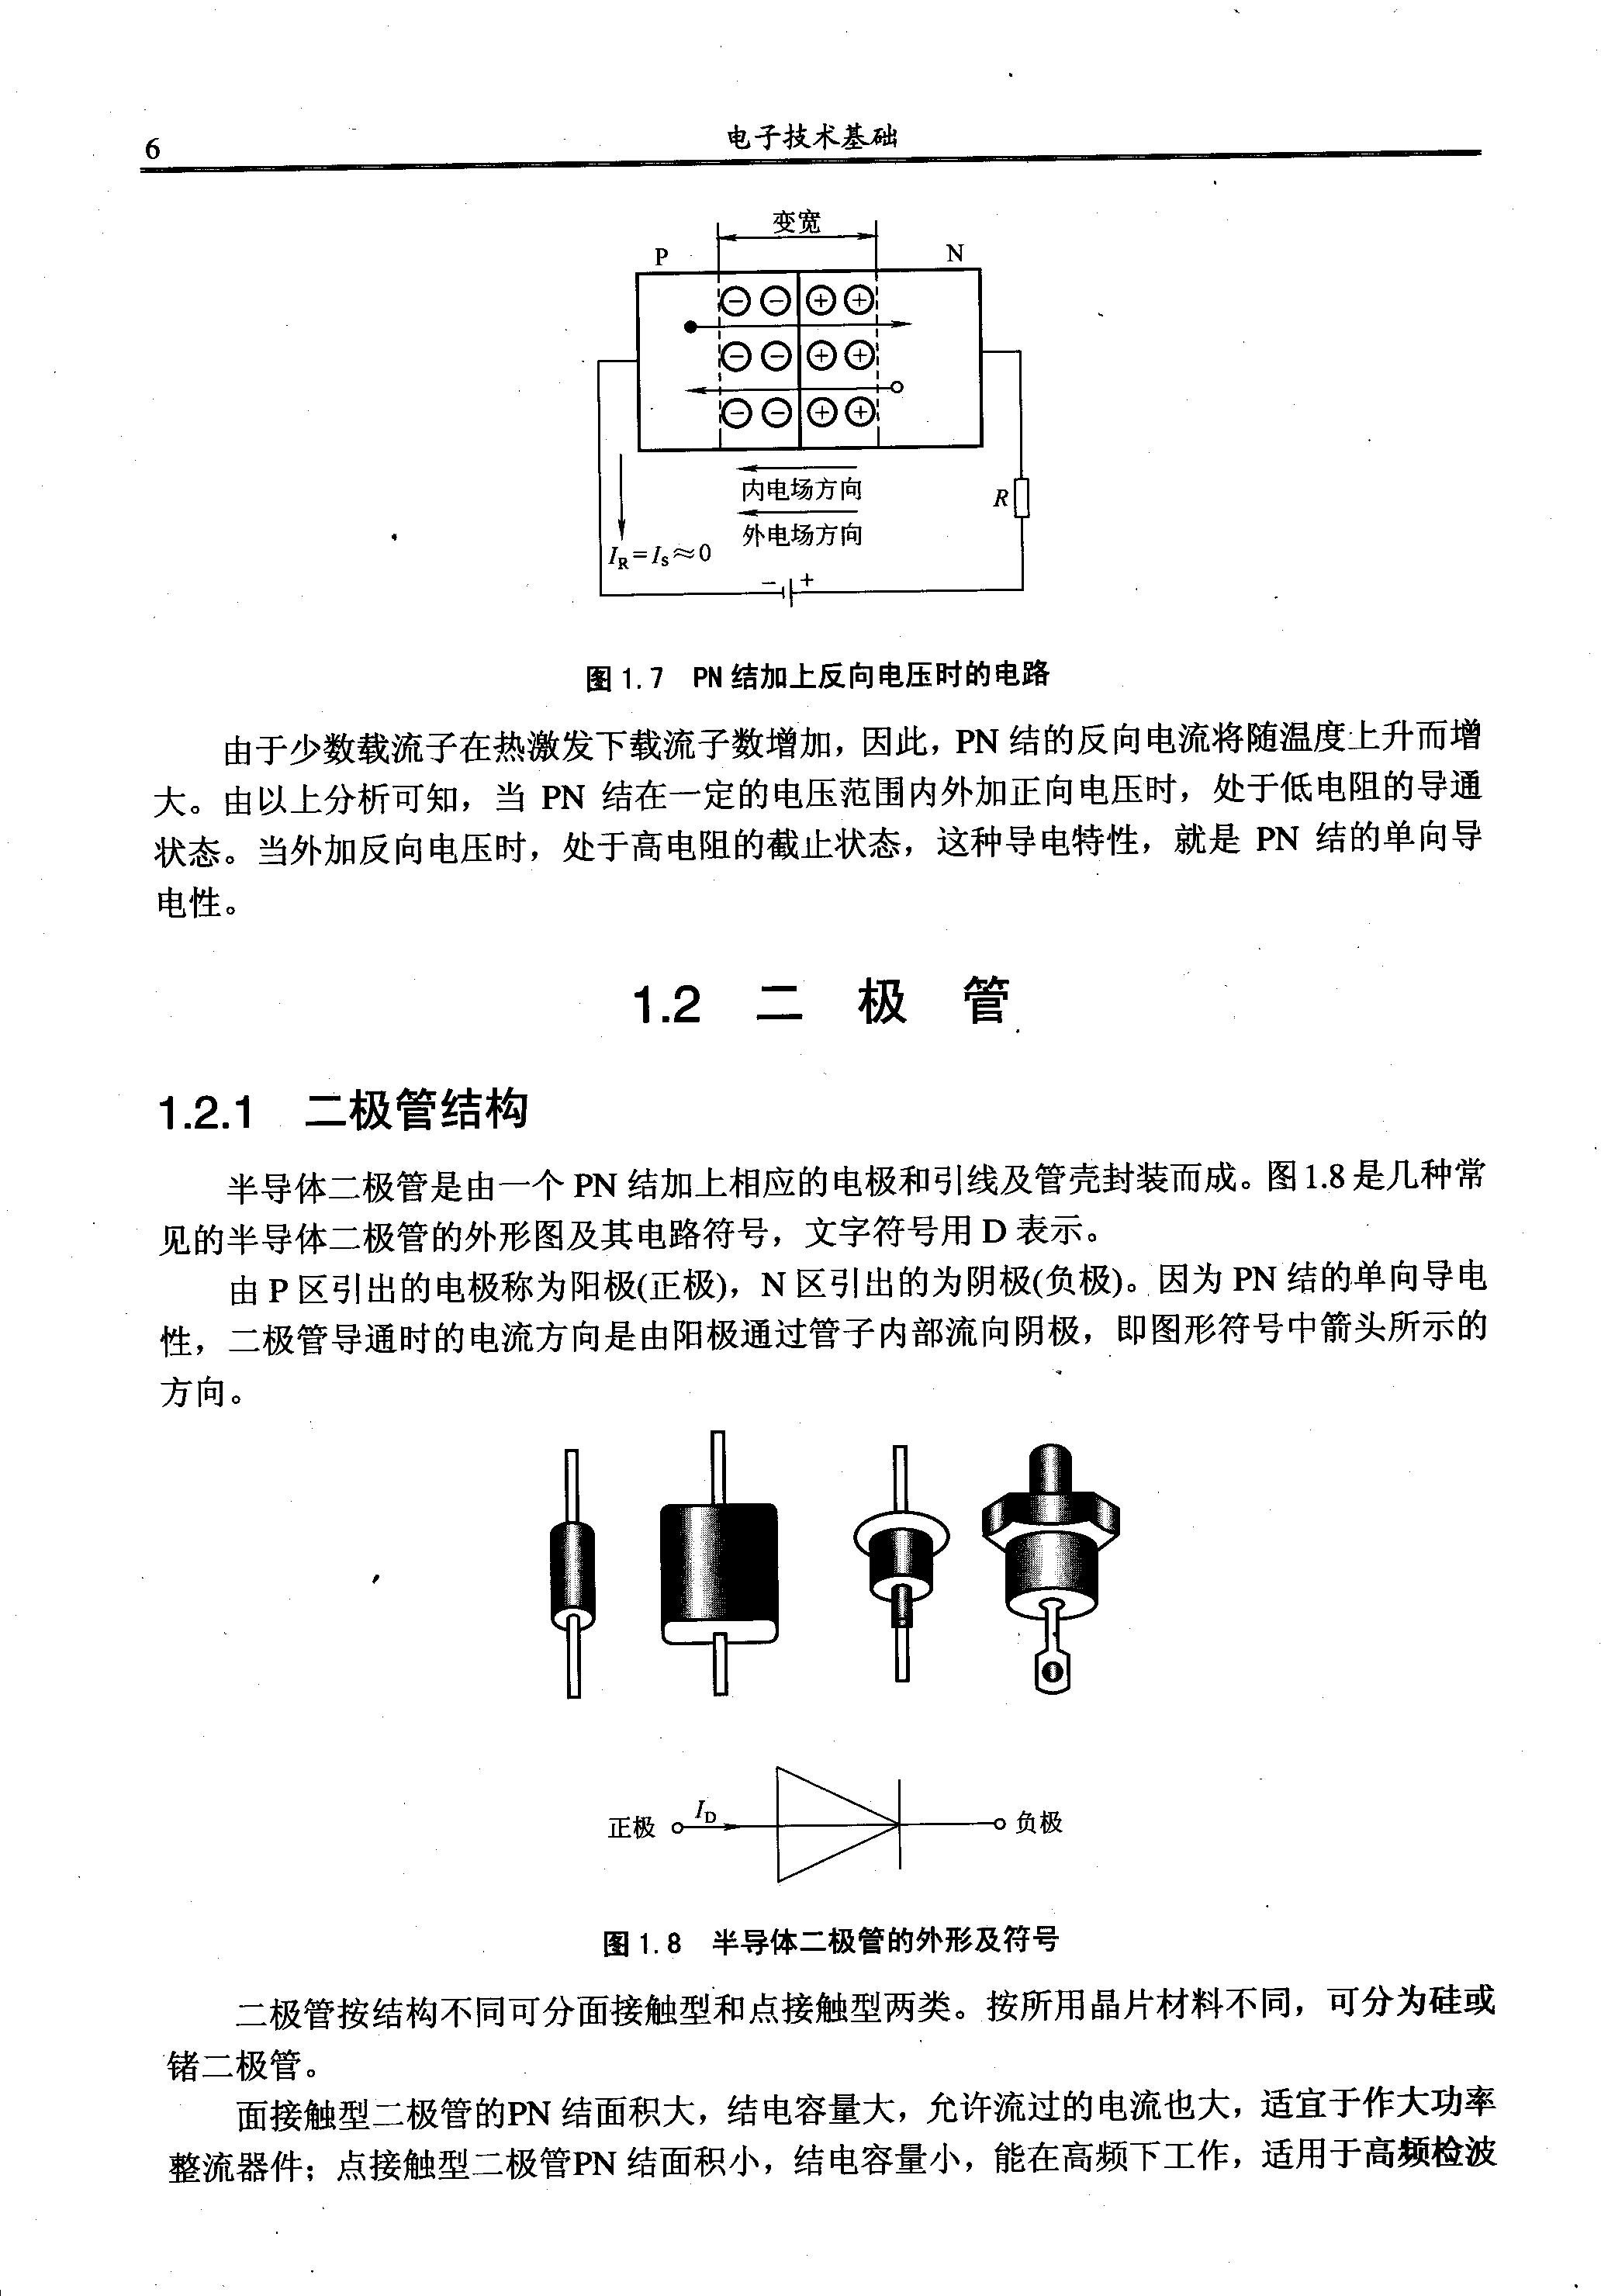 6
电子技术基础
变宽
P
N
内电场方向
R
外电场方向
I_R=I_S≈0
- +
图 1.7 PN 结加上反向电压时的电路
由于少数载流子在热激发下载流子数增加，因此，PN 结的反向电流将随温度上升而增
大。由以上分析可知，当 PN 结在一定的电压范围内外加正向电压时，处于低电阻的导通
状态。当外加反向电压时，处于高电阻的截止状态，这种导电特性，就是 PN 结的单向导
电性。
1.2 二 极 管
1.2.1 二极管结构
半导体二极管是由一个 PN 结加上相应的电极和引线及管壳封装而成。图1.8是几种常
见的半导体二极管的外形图及其电路符号，文字符号用 D 表示。
由 P 区引出的电极称为阳极(正极)，N 区引出的为阴极(负极)。因为 PN 结的单向导电
性，二极管导通时的电流方向是由阳极通过管子内部流向阴极，即图形符号中箭头所示的
方向。
正极 I_D 负极
图 1.8 半导体二极管的外形及符号
二极管按结构不同可分面接触型和点接触型两类。按所用晶片材料不同，可分为硅或
锗二极管。
面接触型二极管的PN 结面积大，结电容量大，允许流过的电流也大，适宜于作大功率
整流器件；点接触型二极管PN 结面积小，结电容量小，能在高频下工作，适用于高频检波